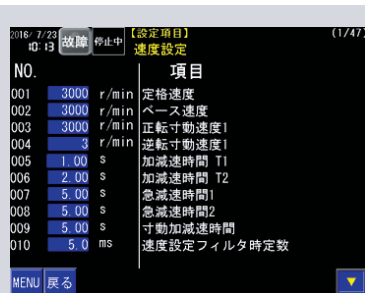 2016/ 7/23 故障 停止中 【設定項目】 (1/47)
10: 13 速度設定
NO. 項目
001 3000 r/min 定格速度
002 3000 r/min ベース速度
003 3000 r/min 正転寸動速度1
004 3 r/min 逆転寸動速度1
005 1.00 s 加減速時間 T1
006 2.00 s 加減速時間 T2
007 5.00 s 急減速時間1
008 5.00 s 急減速時間2
009 5.00 s 寸動加減速時間
010 5.0 ms 速度設定フィルタ時定数
MENU 戻る ▼